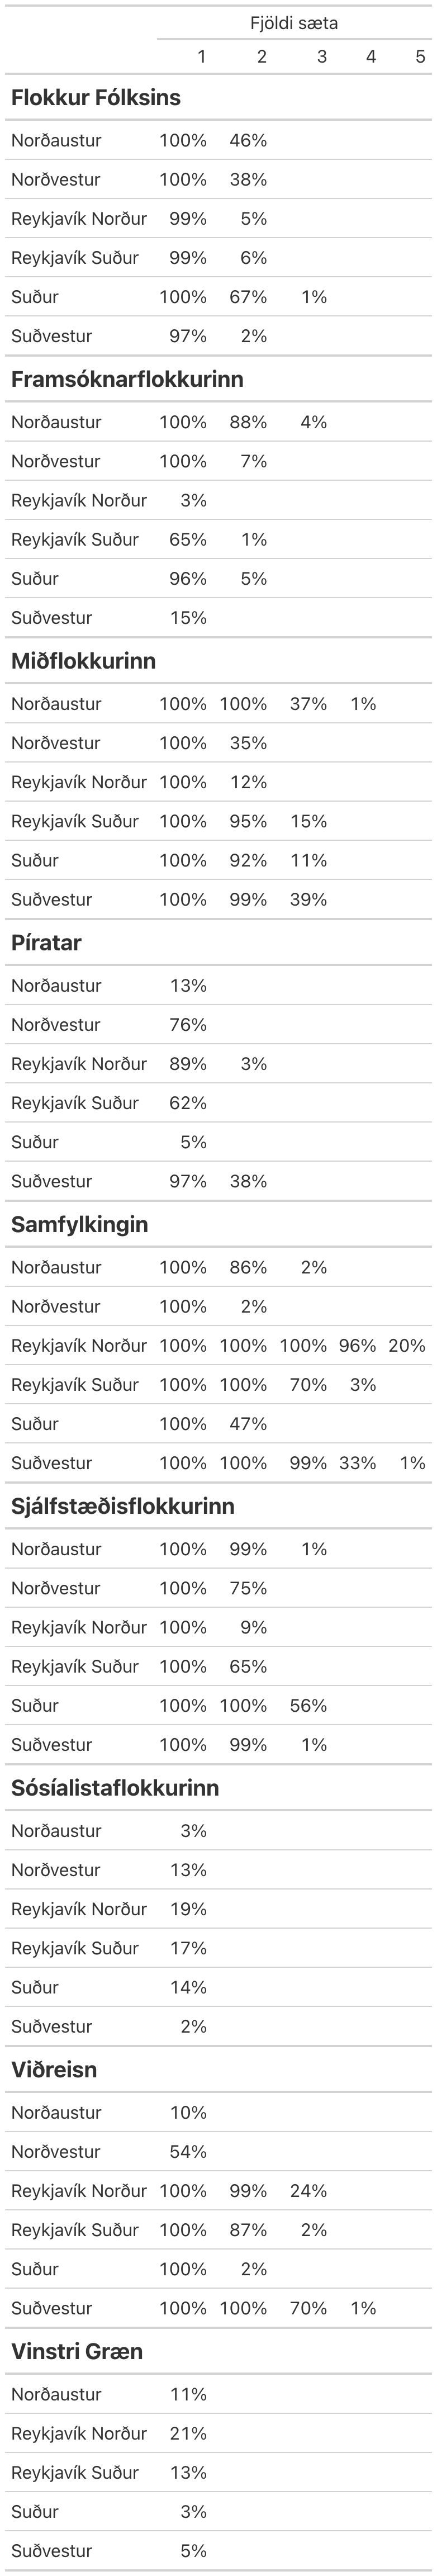 Fjöldi sæta
1 2 3 4 5
Flokkur Fólksins
Norðaustur 100% 46%
Norðvestur 100% 38%
Reykjavík Norður 99% 5%
Reykjavík Suður 99% 6%
Suður 100% 67% 1%
Suðvestur 97% 2%
Framsóknarflokkurinn
Norðaustur 100% 88% 4%
Norðvestur 100% 7%
Reykjavík Norður 3%
Reykjavík Suður 65% 1%
Suður 96% 5%
Suðvestur 15%
Miðflokkurinn
Norðaustur 100% 100% 37% 1%
Norðvestur 100% 35%
Reykjavík Norður 100% 12%
Reykjavík Suður 100% 95% 15%
Suður 100% 92% 11%
Suðvestur 100% 99% 39%
Píratar
Norðaustur 13%
Norðvestur 76%
Reykjavík Norður 89% 3%
Reykjavík Suður 62%
Suður 5%
Suðvestur 97% 38%
Samfylkingin
Norðaustur 100% 86% 2%
Norðvestur 100% 2%
Reykjavík Norður 100% 100% 100% 96% 20%
Reykjavík Suður 100% 100% 70% 3%
Suður 100% 47%
Suðvestur 100% 100% 99% 33% 1%
Sjálfstæðisflokkurinn
Norðaustur 100% 99% 1%
Norðvestur 100% 75%
Reykjavík Norður 100% 9%
Reykjavík Suður 100% 65%
Suður 100% 100% 56%
Suðvestur 100% 99% 1%
Sósíalistaflokkurinn
Norðaustur 3%
Norðvestur 13%
Reykjavík Norður 19%
Reykjavík Suður 17%
Suður 14%
Suðvestur 2%
Viðreisn
Norðaustur 10%
Norðvestur 54%
Reykjavík Norður 100% 99% 24%
Reykjavík Suður 100% 87% 2%
Suður 100% 2%
Suðvestur 100% 100% 70% 1%
Vinstri Græn
Norðaustur 11%
Reykjavík Norður 21%
Reykjavík Suður 13%
Suður 3%
Suðvestur 5%